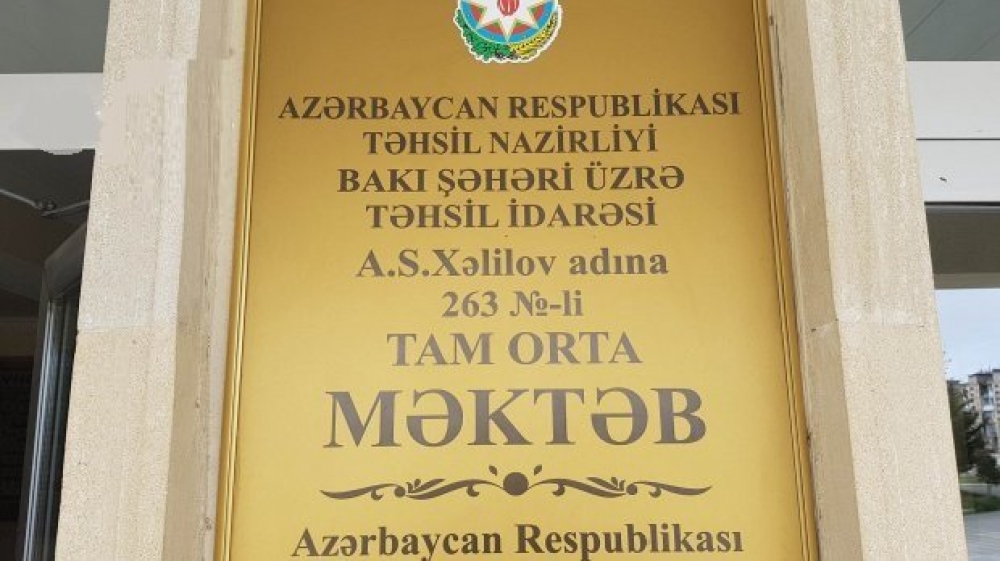 AZƏRBAYCAN RESPUBLİKASI
TƏHSİL NAZİRLİYİ
BAKI ŞƏHƏRİ ÜZRƏ
TƏHSİL İDARƏSİ
A.S.Xəlilov adına
263 №-li
TAM ORTA
MƏKTƏB
Azərbaycan Respublikası